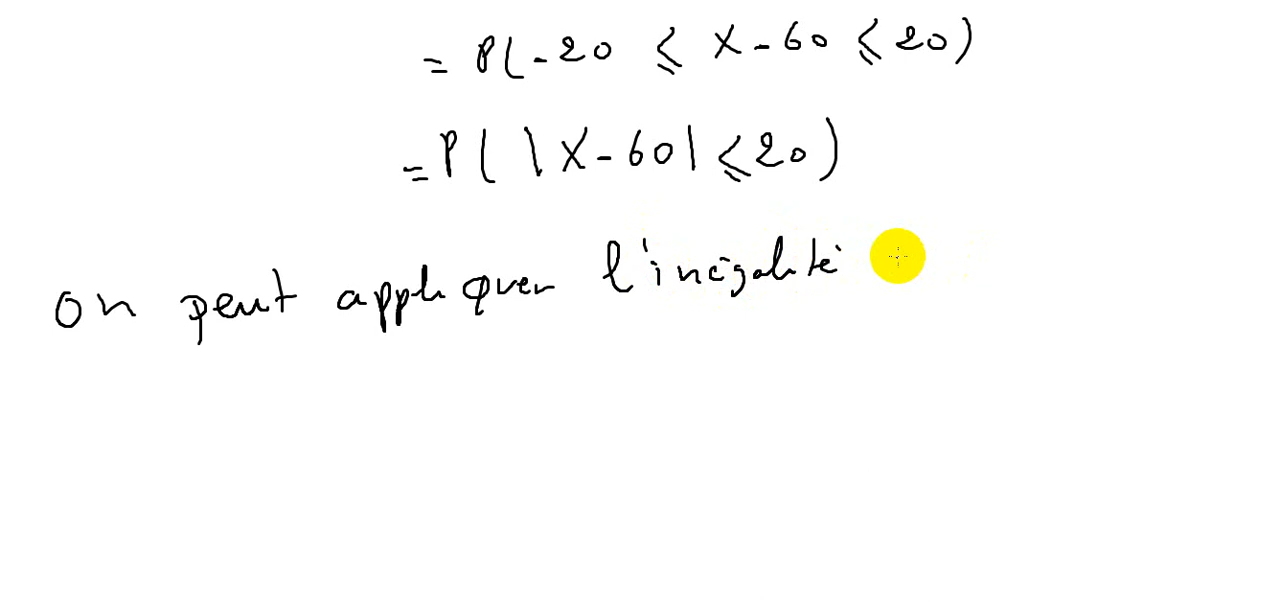 = P(-20 ≤ X-60 ≤ 20)
= P( |X-60| ≤ 20)
on peut appliquer l'inégalité